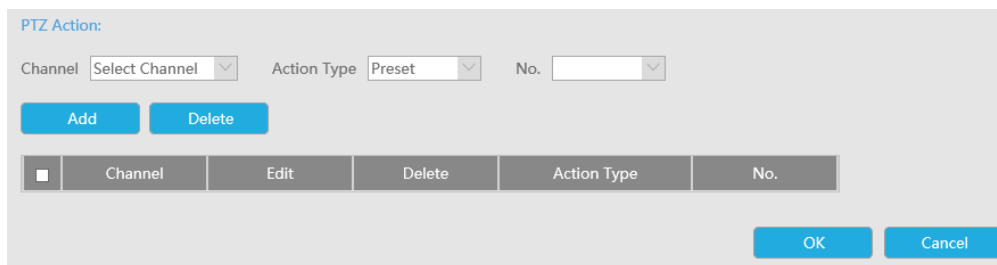 PTZ Action:
Channel Select Channel Action Type Preset No.
Add Delete
Channel Edit Delete Action Type No.
OK Cancel